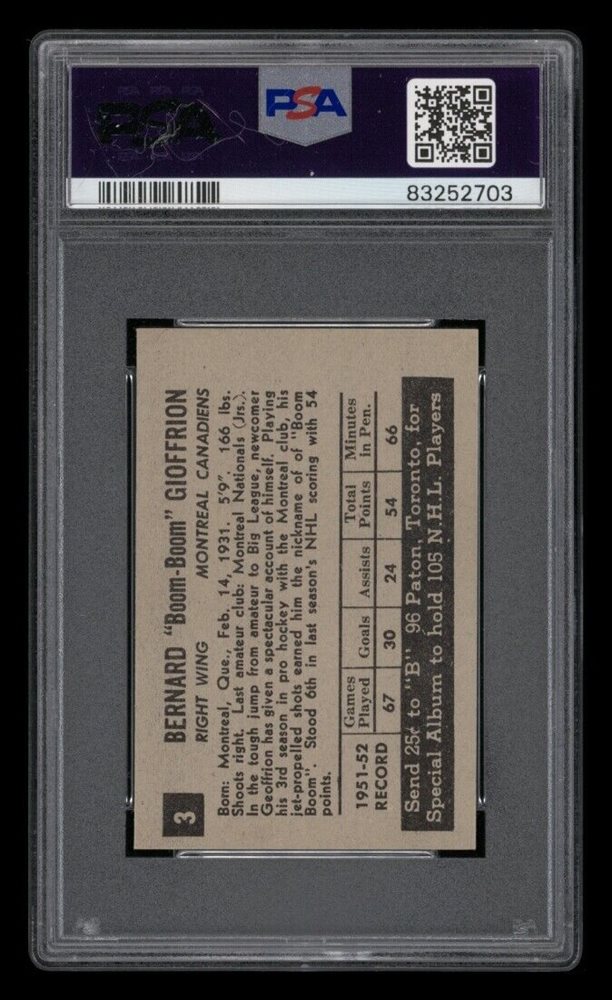 PSA
83252703
3
BERNARD "Boom-Boom" GIOFFRION
RIGHT WING MONTREAL CANADIENS
Born: Montreal, Que., Feb. 14, 1931. 5'9". 166 lbs.
Shoots right. Last amateur club: Montreal Nationals (Jrs.).
In the tough jump from amateur to Big League, newcomer
Geoffrion has given a spectacular account of himself. Playing
his 3rd season in pro hockey with the Montreal club, his
jet-propelled shots earned him the nickname of of "Boom
Boom". Stood 6th in last season's NHL scoring with 54
points.
1951-52 RECORD
Games Played Goals Assists Total Points Minutes in Pen.
67 30 24 54 66
Send 25¢ to "B" 96 Paton, Toronto, for
Special Album to hold 105 N.H.L. Players